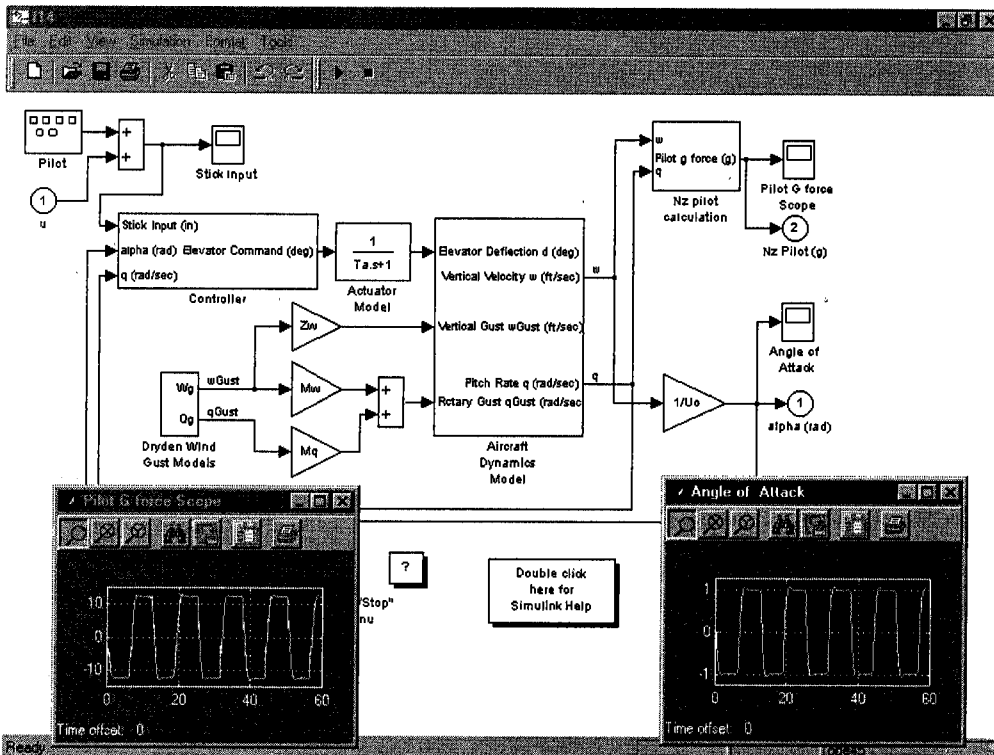 f14
File Edit View Simulation Format Tools
Pilot
+
+
1
u
Stick Input
Stick Input (in)
alpha (rad) Elevator Command (deg)
q (rad/sec)
Controller
1
Ta.s+1
Actuator
Model
Elevator Deflection d (deg)
Vertical Velocity w (ft/sec)
Vertical Gust wGust (ft/sec)
Pitch Rate q (rad/sec)
Rotary Gust qGust (rad/sec
Aircraft
Dynamics
Model
w
q
w
Pilot g force (g)
q
Nz pilot
calculation
Pilot G force
Scope
2
Nz Pilot (g)
Angle of
Attack
1/Uo
1
alpha (rad)
Zw
Mw
Mq
+
+
Wg
Qg
wGust
qGust
Dryden Wind
Gust Models
Pilot G force Scope
10
0
-10
0
20
40
60
Time offset: 0
?
"Stop"
nu
Double click
here for
Simulink Help
Angle of Attack
1
0
-1
0
20
40
60
Time offset: 0
Ready